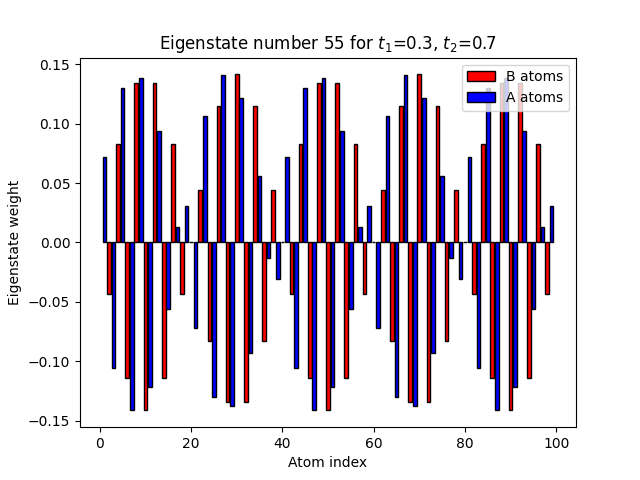 Eigenstate number 55 for t₁=0.3, t₂=0.7
B atoms
A atoms
Eigenstate weight
0.15
0.10
0.05
0.00
−0.05
−0.10
−0.15
0 20 40 60 80 100
Atom index